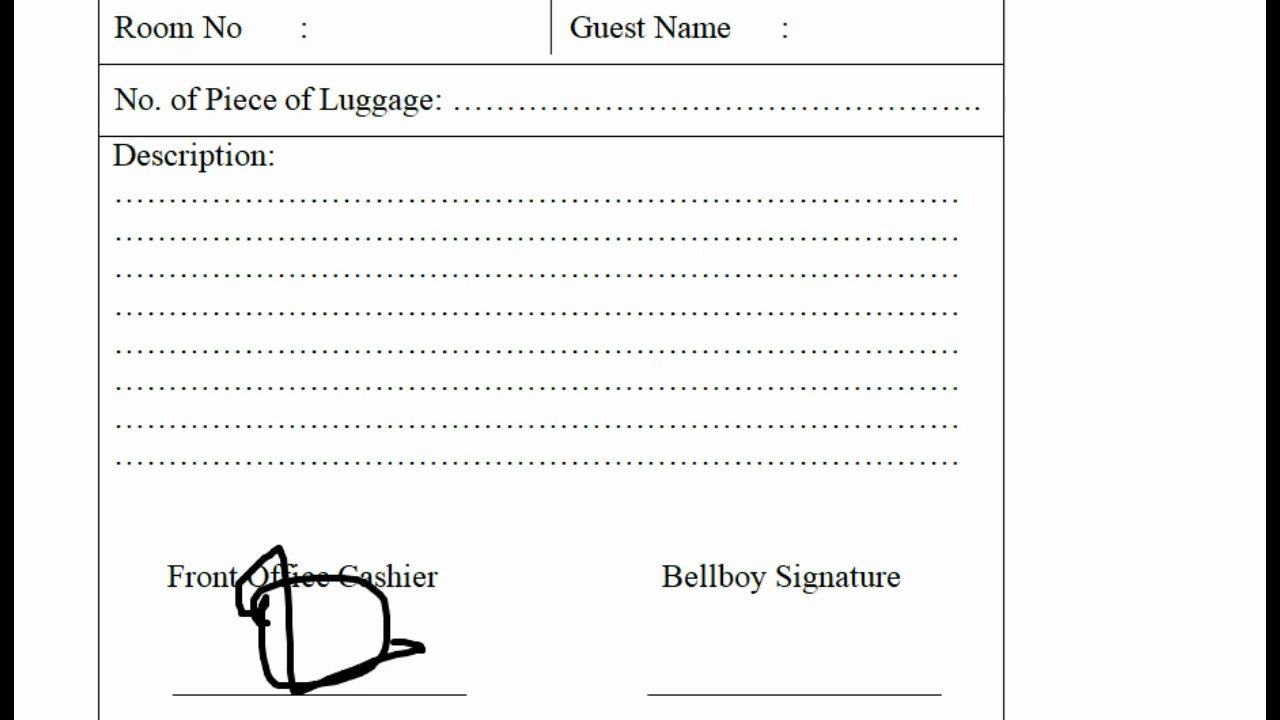 Room No : Guest Name :
No. of Piece of Luggage: ……………………………………………
Description:
………………………………………………………………………
………………………………………………………………………
………………………………………………………………………
………………………………………………………………………
………………………………………………………………………
………………………………………………………………………
………………………………………………………………………
………………………………………………………………………
Front Office Cashier Bellboy Signature